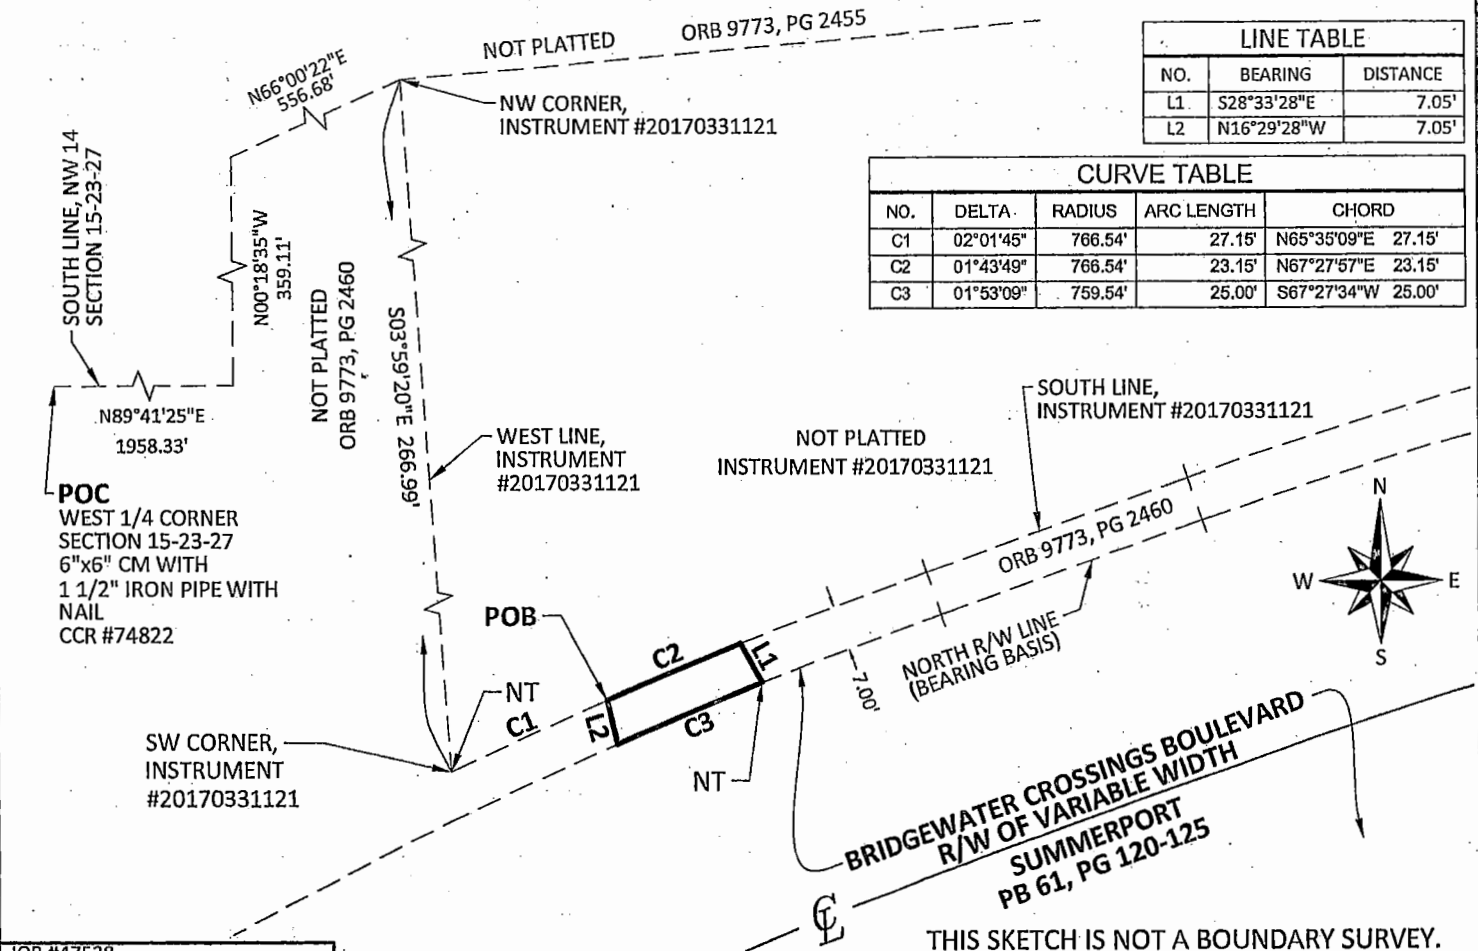 NOT PLATTED
ORB 9773, PG 2455
N66°00'22"E
556.68'
NW CORNER,
INSTRUMENT #20170331121
LINE TABLE
NO. BEARING DISTANCE
L1 S28°33'28"E 7.05'
L2 N16°29'28"W 7.05'
CURVE TABLE
NO. DELTA RADIUS ARC LENGTH CHORD
C1 02°01'45" 766.54' 27.15' N65°35'09"E 27.15'
C2 01°43'49" 766.54' 23.15' N67°27'57"E 23.15'
C3 01°53'09" 759.54' 25.00' S67°27'34"W 25.00'
SOUTH LINE, NW 14
SECTION 15-23-27
N00°18'35"W
359.11'
NOT PLATTED
ORB 9773, PG 2460
S03°59'20"E 266.99'
N89°41'25"E
1958.33'
POC
WEST 1/4 CORNER
SECTION 15-23-27
6"x6" CM WITH
1 1/2" IRON PIPE WITH
NAIL
CCR #74822
WEST LINE,
INSTRUMENT
#20170331121
NOT PLATTED
INSTRUMENT #20170331121
SOUTH LINE,
INSTRUMENT #20170331121
ORB 9773, PG 2460
N
W E
S
POB
C2
L1
NT
C1
L2
C3
NT
7.00'
NORTH R/W LINE
(BEARING BASIS)
SW CORNER,
INSTRUMENT
#20170331121
BRIDGEWATER CROSSINGS BOULEVARD
R/W OF VARIABLE WIDTH
SUMMERPORT
PB 61, PG 120-125
CL
THIS SKETCH IS NOT A BOUNDARY SURVEY.